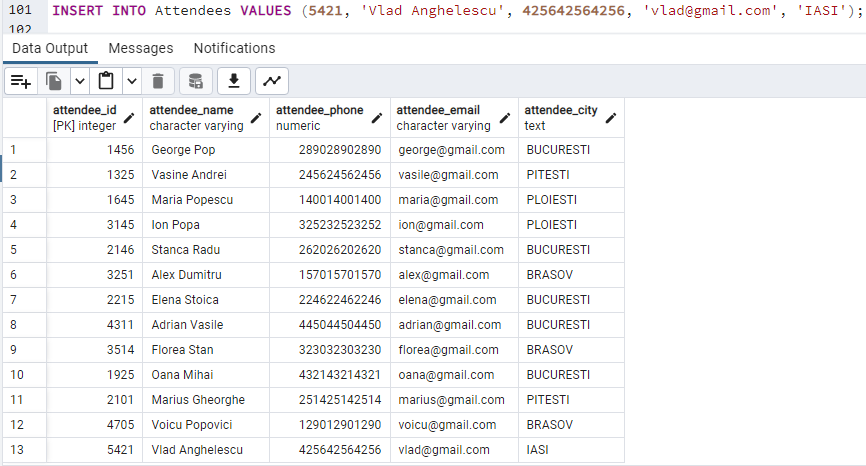 101 INSERT INTO Attendees VALUES (5421, 'Vlad Anghelescu', 425642564256, 'vlad@gmail.com', 'IASI');
102
Data Output Messages Notifications
attendee_id attendee_name attendee_phone attendee_email attendee_city
[PK] integer character varying numeric character varying text
1 1456 George Pop 289028902890 george@gmail.com BUCURESTI
2 1325 Vasine Andrei 245624562456 vasile@gmail.com PITESTI
3 1645 Maria Popescu 140014001400 maria@gmail.com PLOIESTI
4 3145 Ion Popa 325232523252 ion@gmail.com PLOIESTI
5 2146 Stanca Radu 262026202620 stanca@gmail.com BUCURESTI
6 3251 Alex Dumitru 157015701570 alex@gmail.com BRASOV
7 2215 Elena Stoica 224622462246 elena@gmail.com BUCURESTI
8 4311 Adrian Vasile 445044504450 adrian@gmail.com BUCURESTI
9 3514 Florea Stan 323032303230 florea@gmail.com BRASOV
10 1925 Oana Mihai 432143214321 oana@gmail.com BUCURESTI
11 2101 Marius Gheorghe 251425142514 marius@gmail.com PITESTI
12 4705 Voicu Popovici 129012901290 voicu@gmail.com BRASOV
13 5421 Vlad Anghelescu 425642564256 vlad@gmail.com IASI